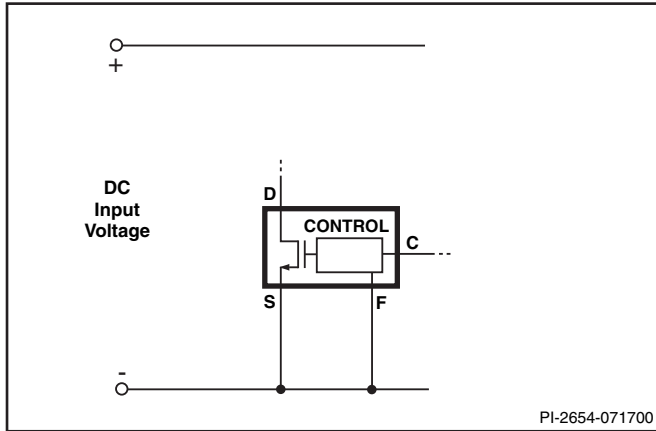 +
DC
Input
Voltage
D
CONTROL
C
S
F
-
PI-2654-071700